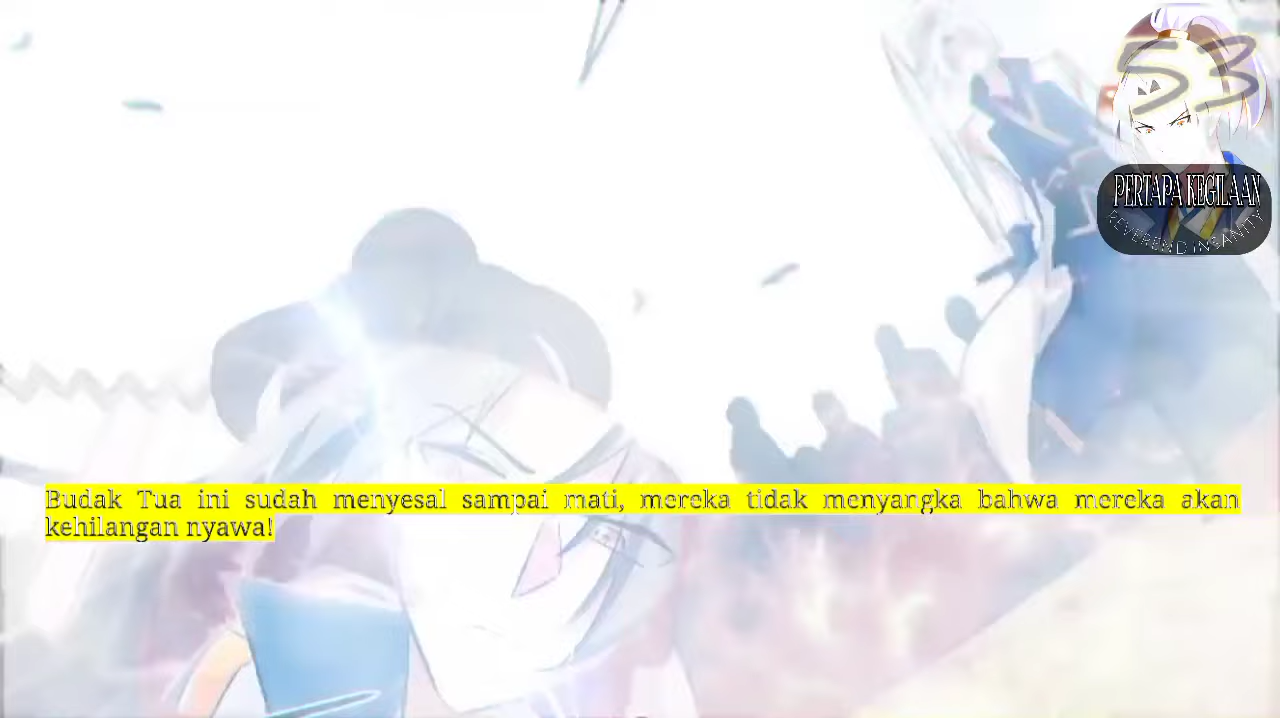 53
PERTAPA KEGILAAN
REVEREND INSANITY
Budak Tua ini sudah menyesal sampai mati, mereka tidak menyangka bahwa mereka akan
kehilangan nyawa!